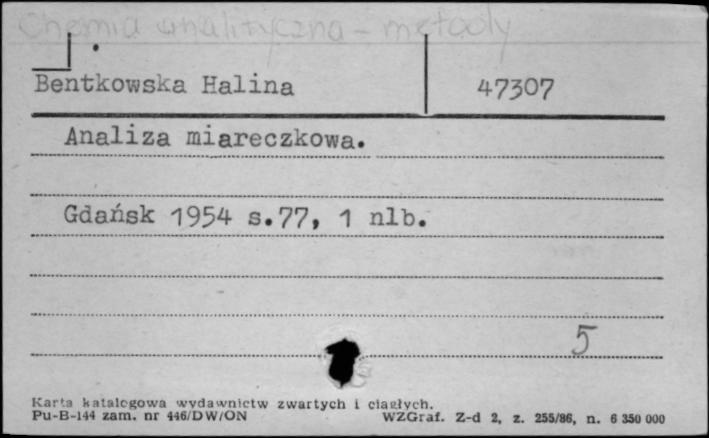 Chemia analityczna - metody
Bentkowska Halina 47307
Analiza miareczkowa.
Gdańsk 1954 s.77, 1 nlb.
5
Karta katalogowa wydawnictw zwartych i ciągłych.
Pu-B-144 zam. nr 446/DW/ON WZGraf. Z-d 2, z. 255/86, n. 6 350 000